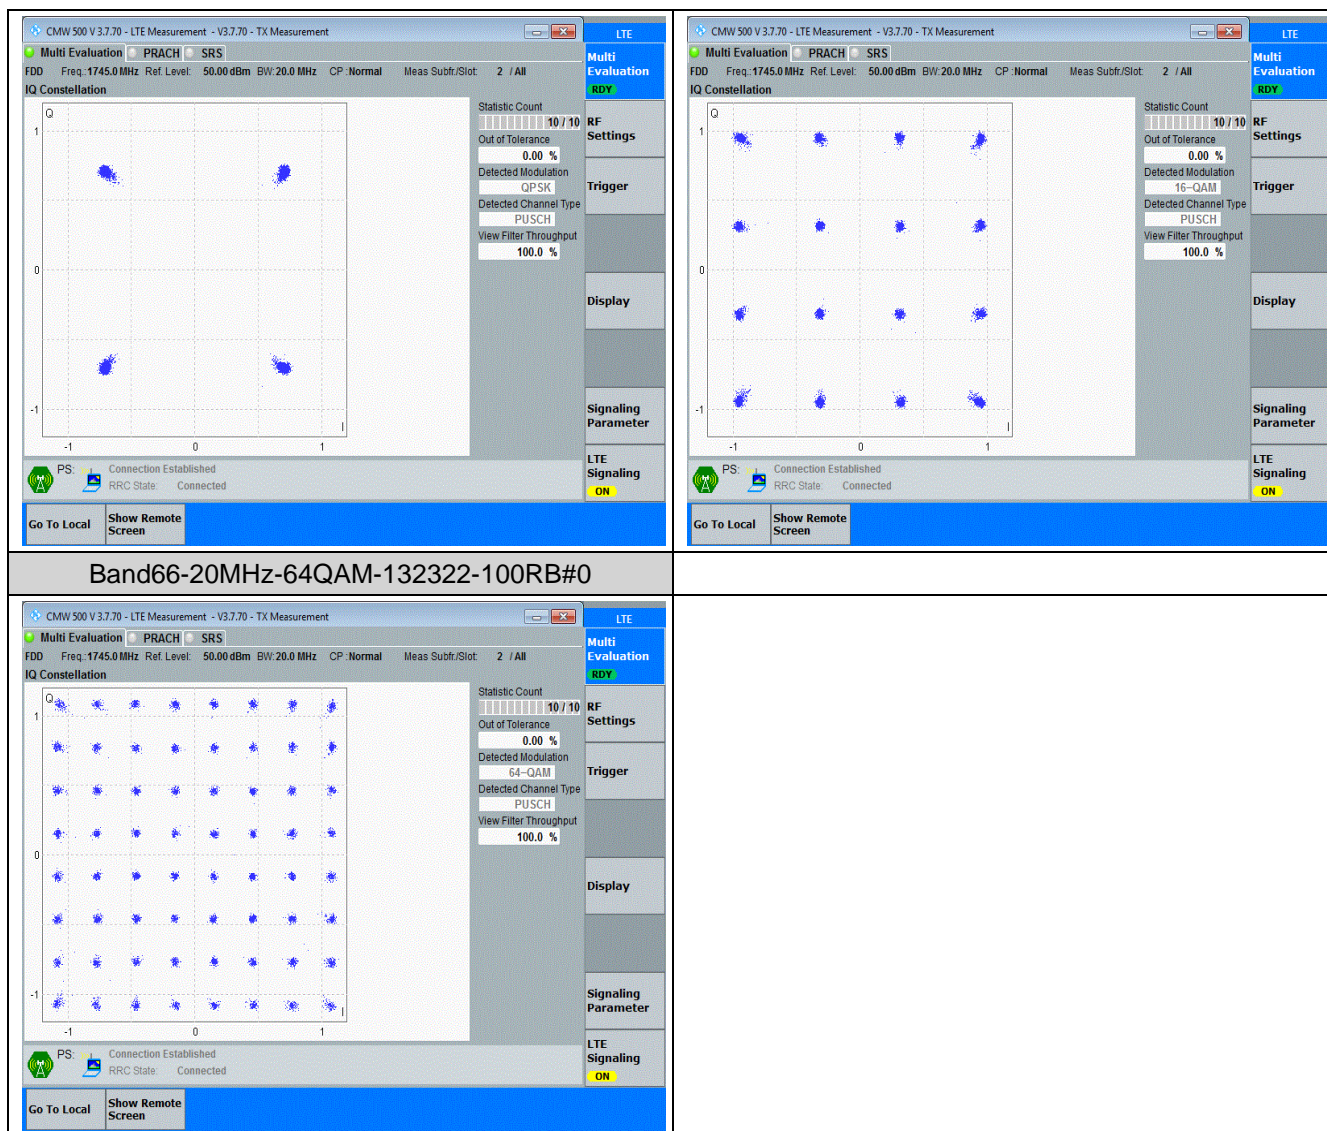 CMW 500 V 3.7.70 - LTE Measurement - V3.7.70 - TX Measurement
LTE
Multi Evaluation PRACH SRS
Multi Evaluation
RDY
FDD Freq.:1745.0 MHz Ref. Level: 50.00 dBm BW:20.0 MHz CP :Normal Meas Subfr./Slot: 2 / All
IQ Constellation
Q
1
0
-1
I
-1 0 1
Statistic Count
10 / 10
Out of Tolerance
0.00 %
Detected Modulation
QPSK
Detected Channel Type
PUSCH
View Filter Throughput
100.0 %
RF
Settings
Trigger
Display
Signaling
Parameter
LTE
Signaling
ON
PS: Connection Established
RRC State: Connected
Go To Local
Show Remote
Screen
CMW 500 V 3.7.70 - LTE Measurement - V3.7.70 - TX Measurement
LTE
Multi Evaluation PRACH SRS
Multi
Evaluation
RDY
FDD Freq.:1745.0 MHz Ref. Level: 50.00 dBm BW:20.0 MHz CP :Normal Meas Subfr./Slot: 2 / All
IQ Constellation
Q
1
0
-1
I
-1 0 1
Statistic Count
10 / 10
Out of Tolerance
0.00 %
Detected Modulation
16-QAM
Detected Channel Type
PUSCH
View Filter Throughput
100.0 %
RF
Settings
Trigger
Display
Signaling
Parameter
LTE
Signaling
ON
PS: Connection Established
RRC State: Connected
Go To Local
Show Remote
Screen
Band66-20MHz-64QAM-132322-100RB#0
CMW 500 V 3.7.70 - LTE Measurement - V3.7.70 - TX Measurement
LTE
Multi Evaluation PRACH SRS
Multi
Evaluation
RDY
FDD Freq.:1745.0 MHz Ref. Level: 50.00 dBm BW:20.0 MHz CP :Normal Meas Subfr./Slot: 2 / All
IQ Constellation
Q
1
0
-1
I
-1 0 1
Statistic Count
10 / 10
Out of Tolerance
0.00 %
Detected Modulation
64-QAM
Detected Channel Type
PUSCH
View Filter Throughput
100.0 %
RF
Settings
Trigger
Display
Signaling
Parameter
LTE
Signaling
ON
PS: Connection Established
RRC State: Connected
Go To Local
Show Remote
Screen